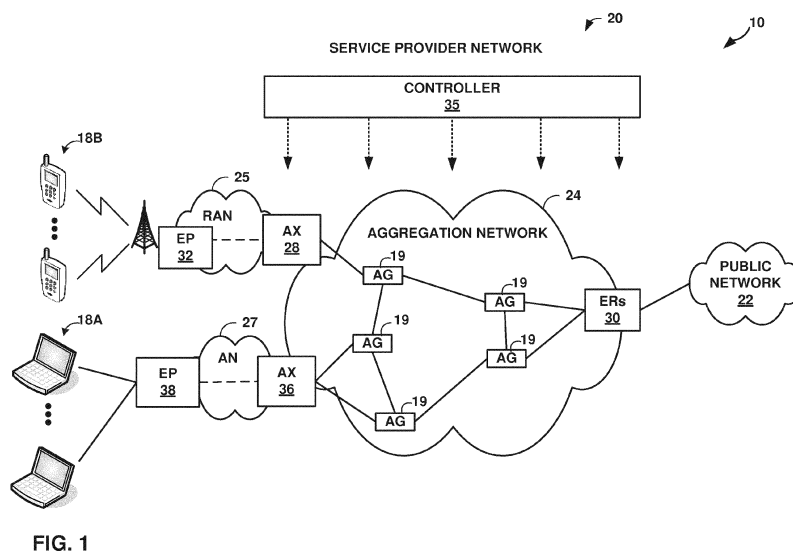 20
10
SERVICE PROVIDER NETWORK
CONTROLLER
35
18B
25
24
RAN
AX
28
EP
32
AGGREGATION NETWORK
19
AG
19
AG
PUBLIC
NETWORK
22
ERs
30
18A
27
19
AG
19
AG
AN
EP
38
AX
36
19
AG
FIG. 1